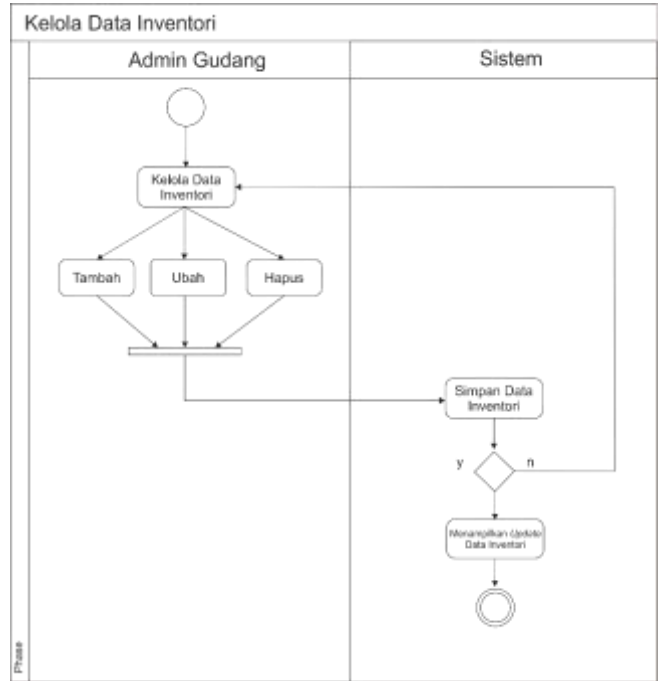 Kelola Data Inventori
Admin Gudang
Sistem
Kelola Data
Inventori
Tambah
Ubah
Hapus
Simpan Data
Inventori
y
n
Menampilkan Update
Data Inventori
Phase